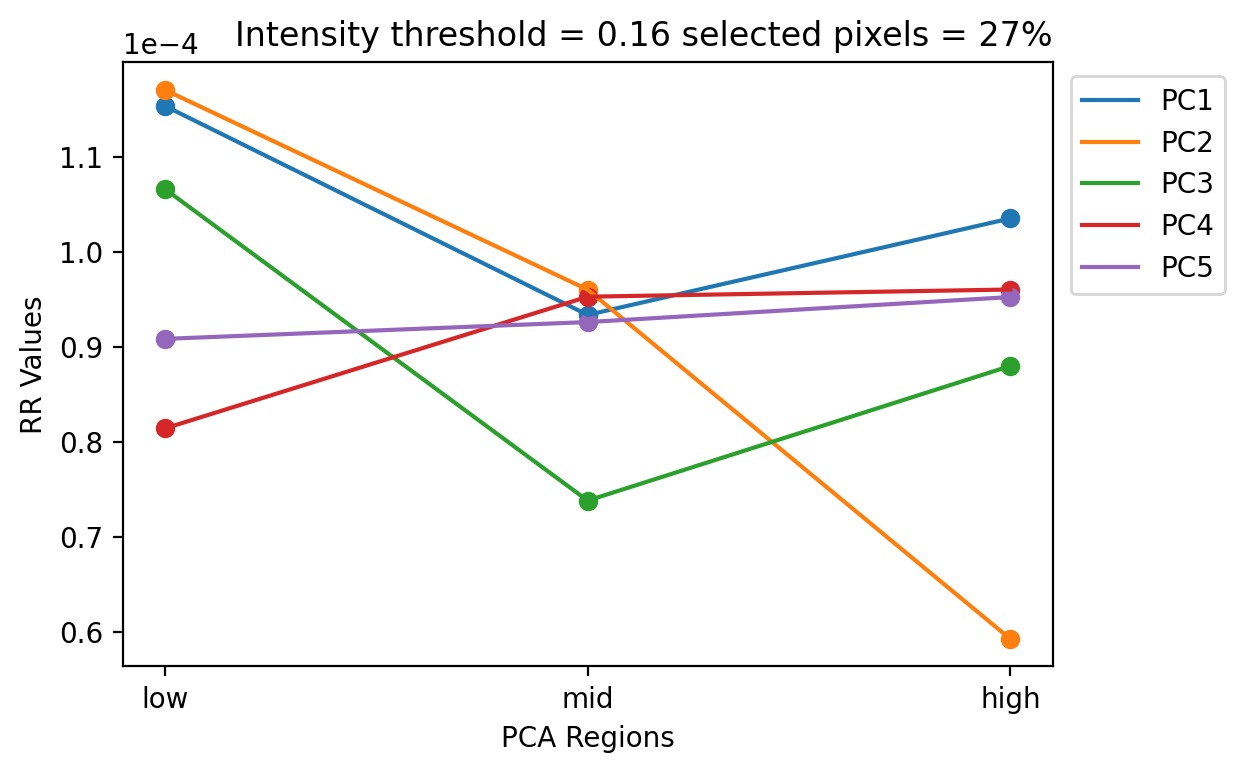 1e−4
Intensity threshold = 0.16 selected pixels = 27%
PC1
PC2
PC3
PC4
PC5
1.1
1.0
0.9
0.8
0.7
0.6
RR Values
low
mid
high
PCA Regions